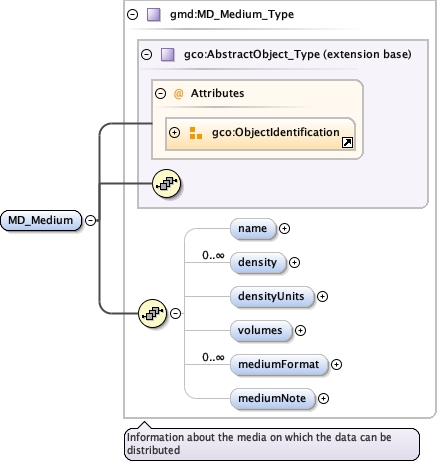 gmd:MD_Medium_Type
gco:AbstractObject_Type (extension base)
@ Attributes
gco:ObjectIdentification
MD_Medium
name
0..∞
density
densityUnits
volumes
0..∞
mediumFormat
mediumNote
Information about the media on which the data can be
distributed